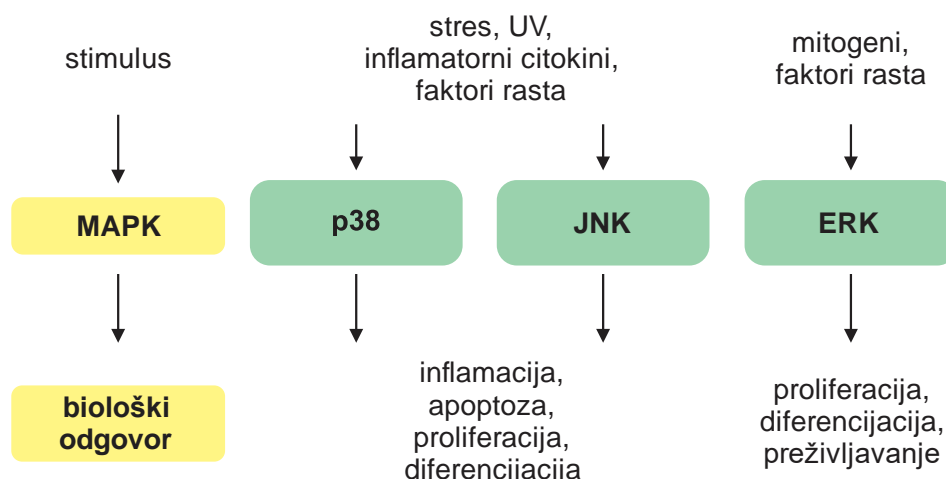 stimulus
stres, UV,
inflamatorni citokini,
faktori rasta
mitogeni,
faktori rasta
MAPK
p38
JNK
ERK
biološki
odgovor
inflamacija,
apoptoza,
proliferacija,
diferencijacija
proliferacija,
diferencijacija,
preživljavanje